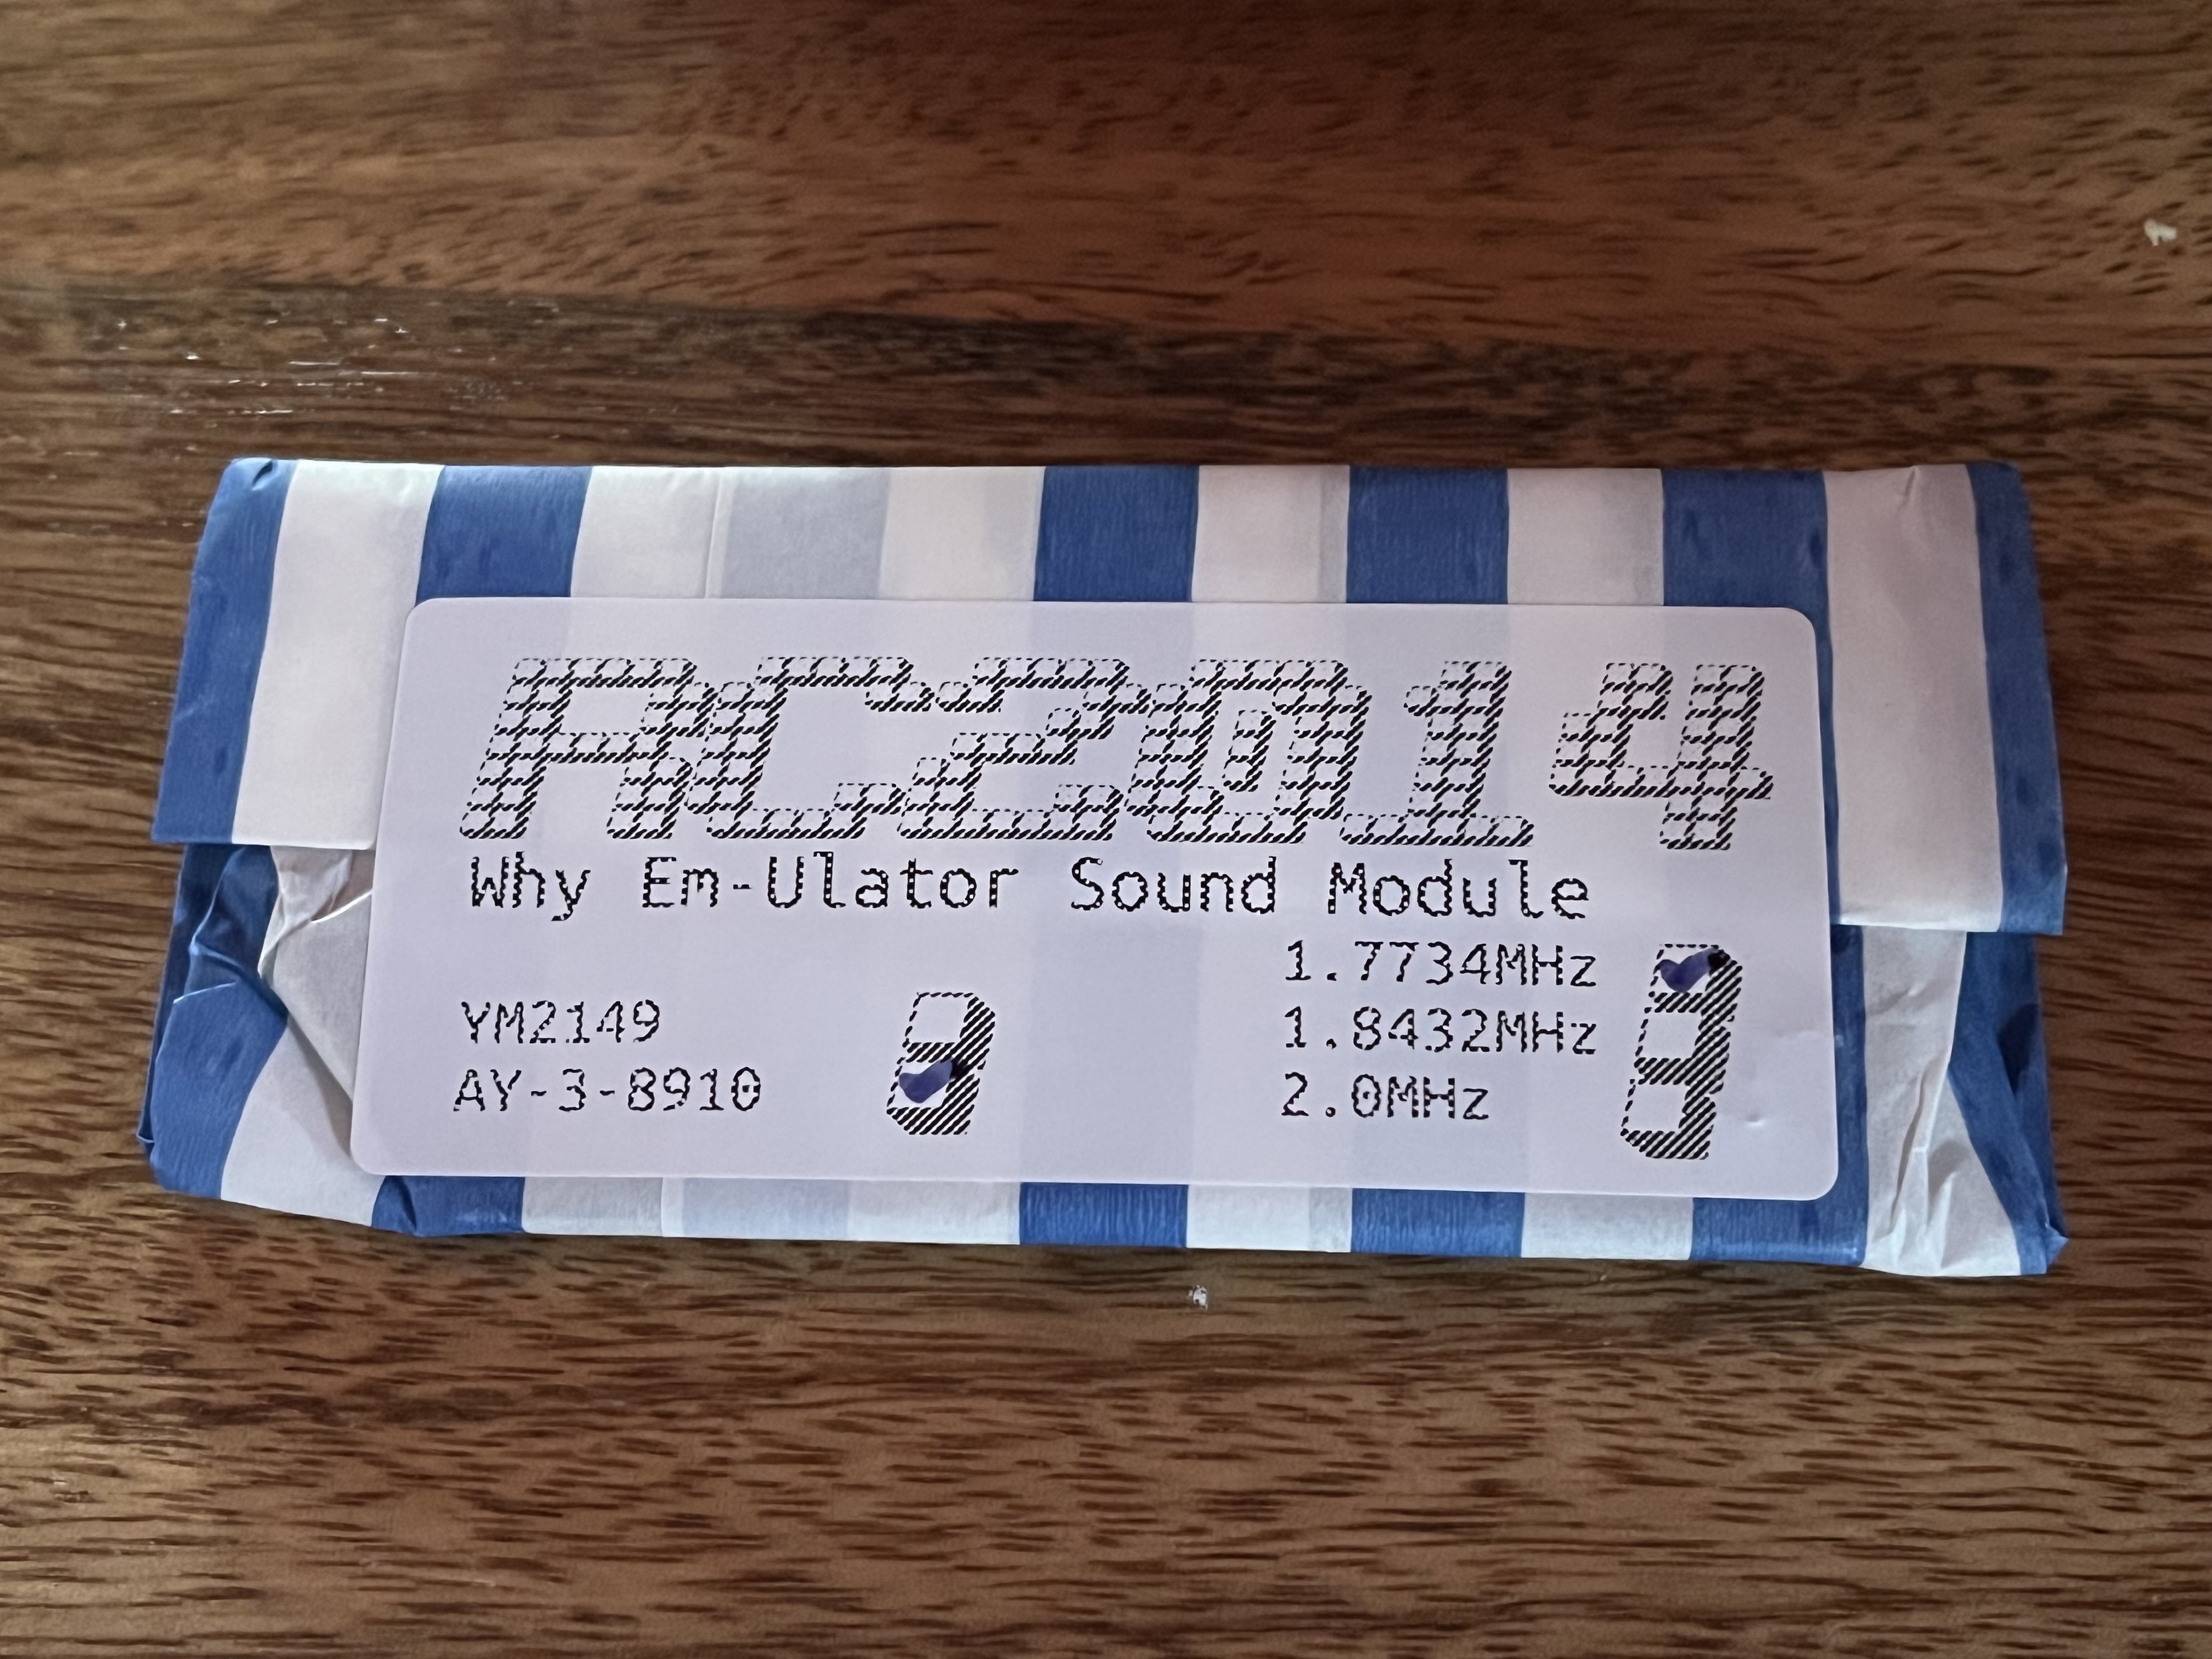 RC2014
Why Em-Ulator Sound Module
YM2149
AY-3-8910
1.7734MHz
1.8432MHz
2.0MHz